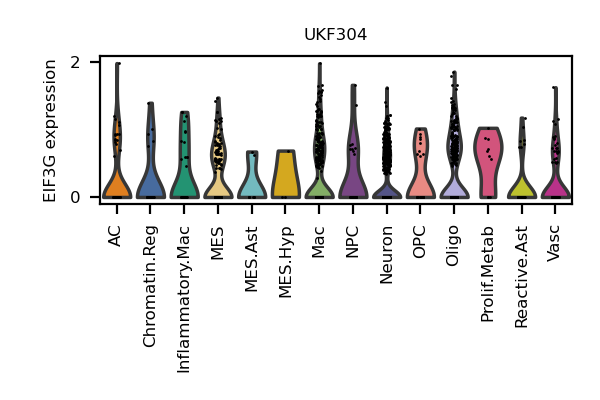 UKF304
EIF3G expression
2
0
AC
Chromatin.Reg
Inflammatory.Mac
MES
MES.Ast
MES.Hyp
Mac
NPC
Neuron
OPC
Oligo
Prolif.Metab
Reactive.Ast
Vasc